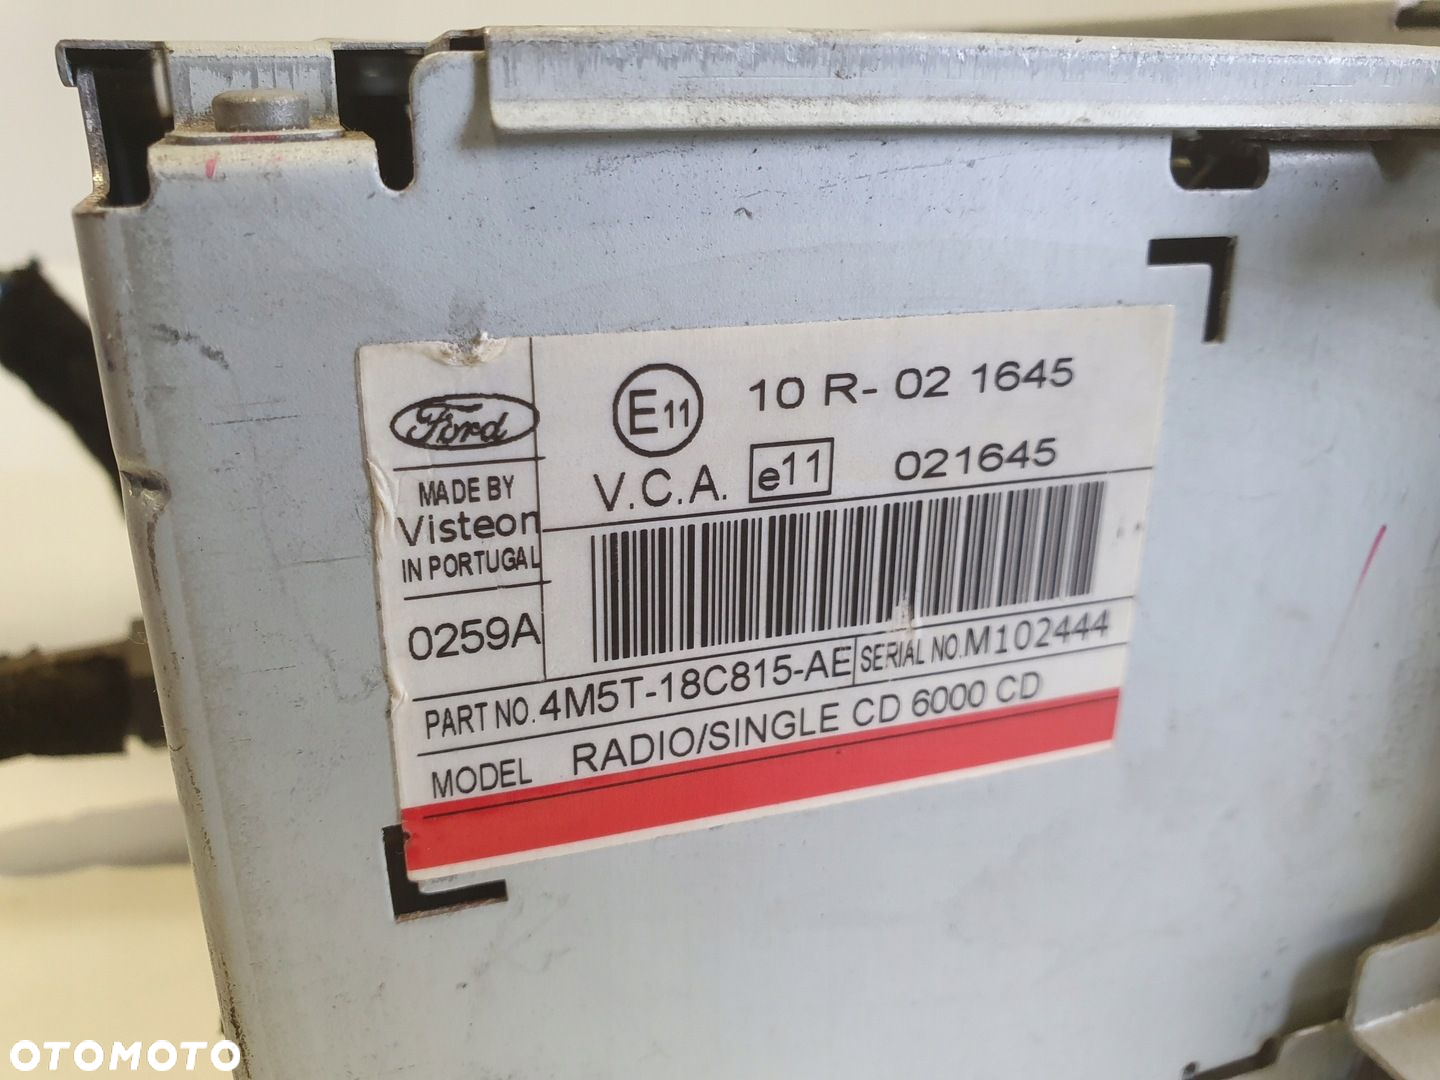 Ford
E11 10 R- 02 1645
V.C.A. e11 021645
MADE BY
Visteon
IN PORTUGAL
0259A
PART NO. 4M5T-18C815-AE SERIAL NO. M102444
MODEL RADIO/SINGLE CD 6000 CD
OTOMOTO